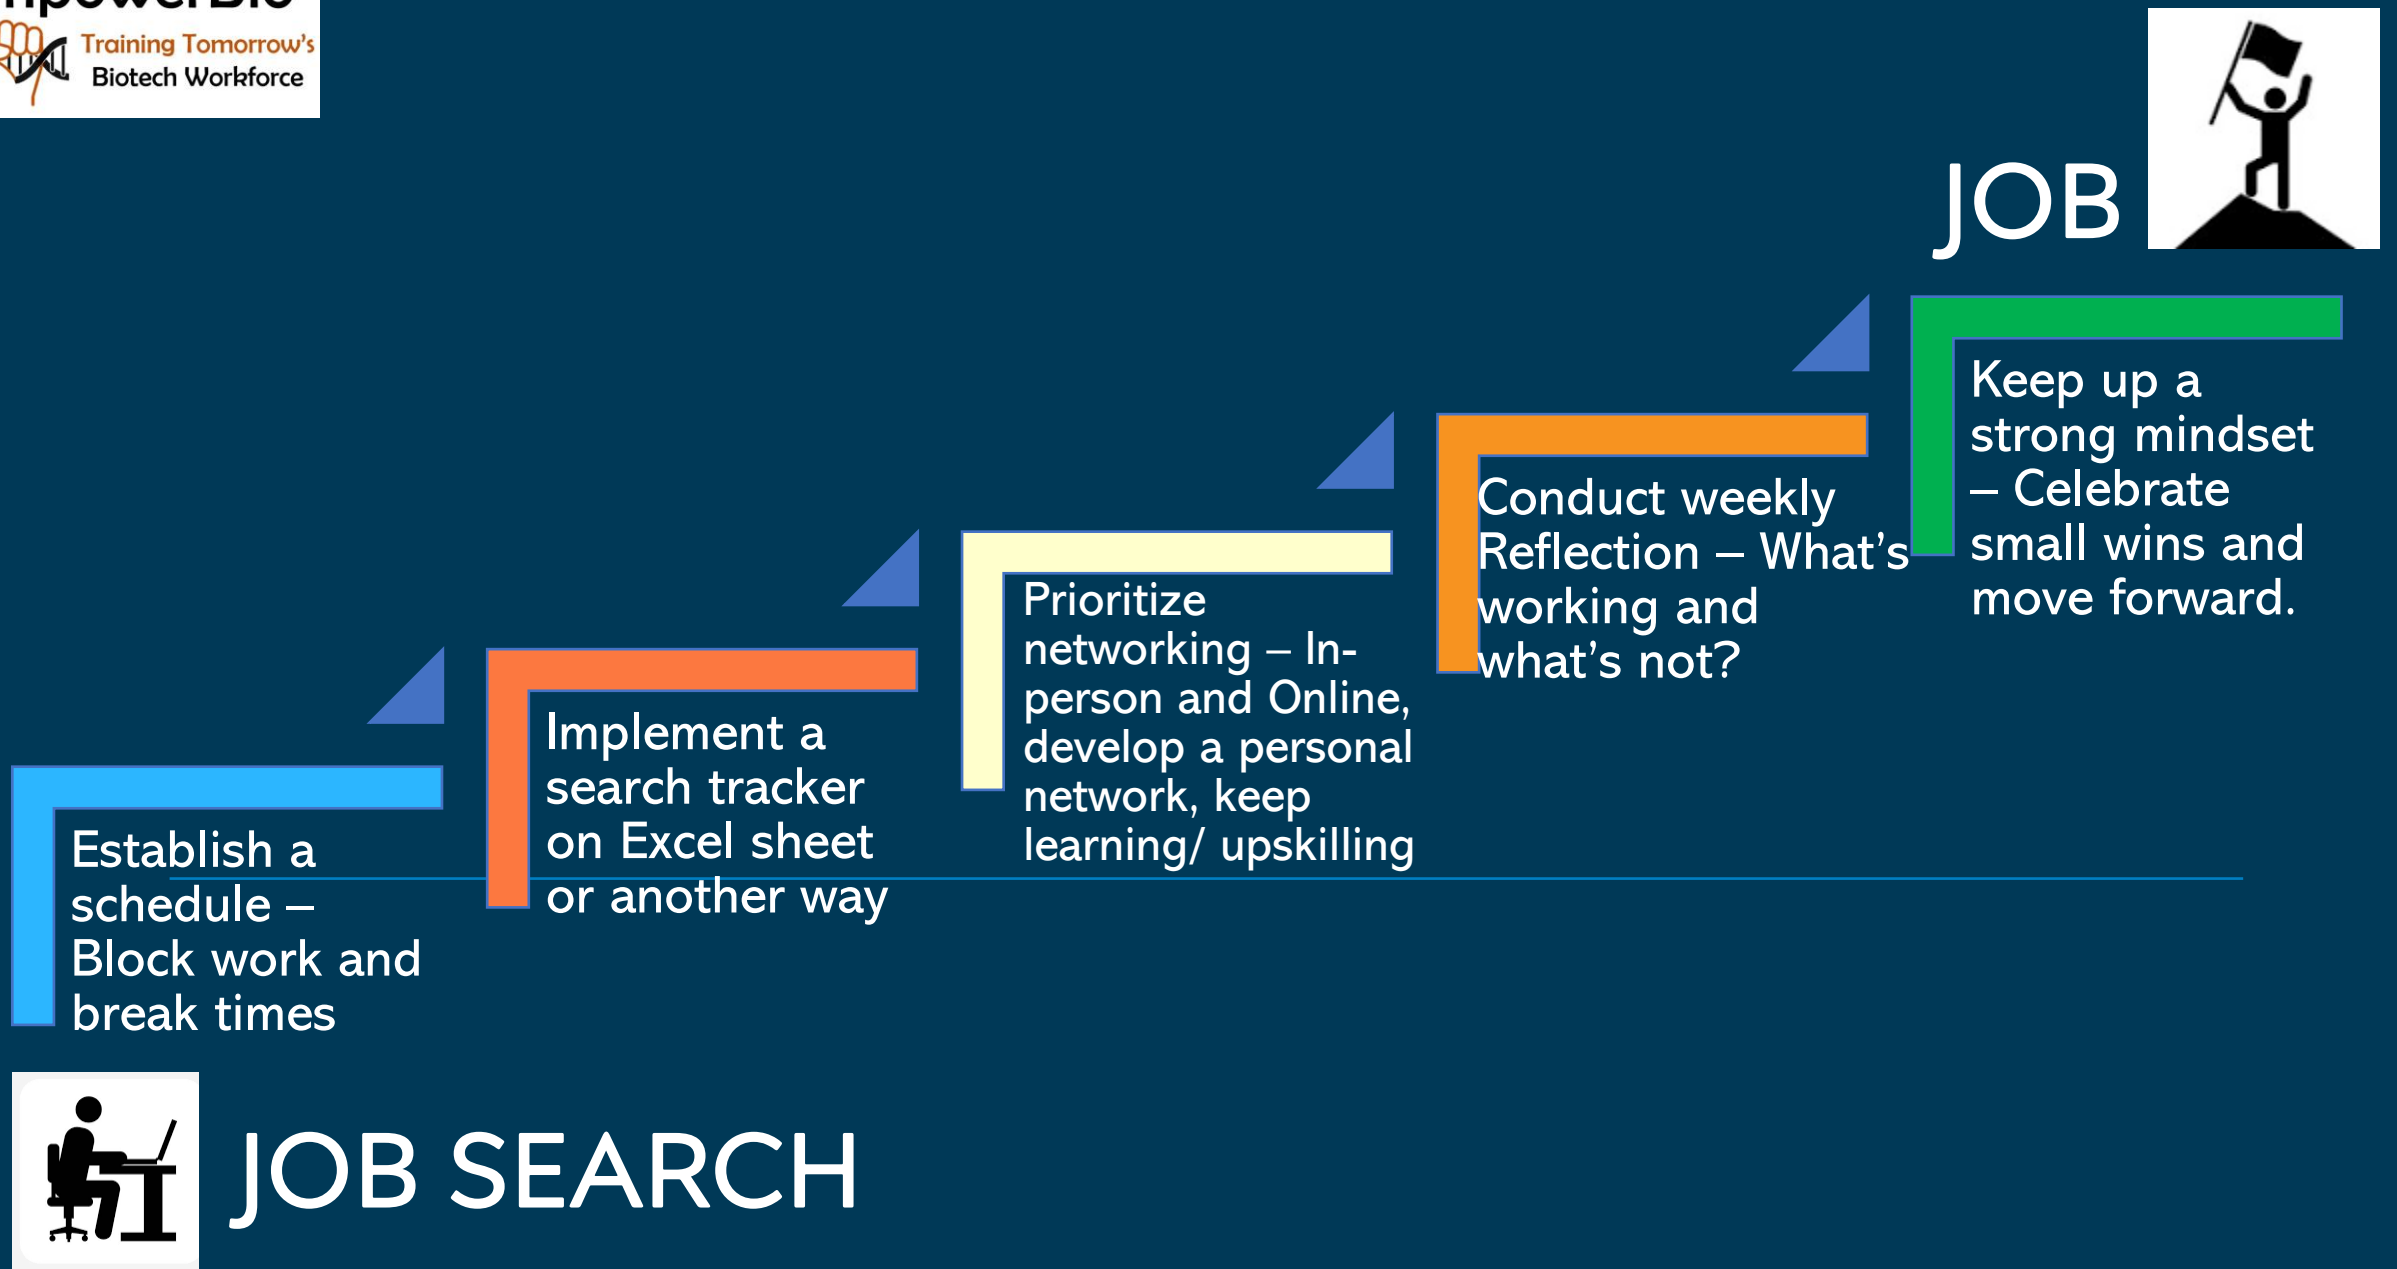 Training Tomorrow's
Biotech Workforce
JOB
Keep up a
strong mindset
– Celebrate
small wins and
move forward.
Conduct weekly
Reflection – What's
working and
what's not?
Prioritize
networking – In-
person and Online,
develop a personal
network, keep
learning/ upskilling
Implement a
search tracker
on Excel sheet
or another way
Establish a
schedule –
Block work and
break times
JOB SEARCH